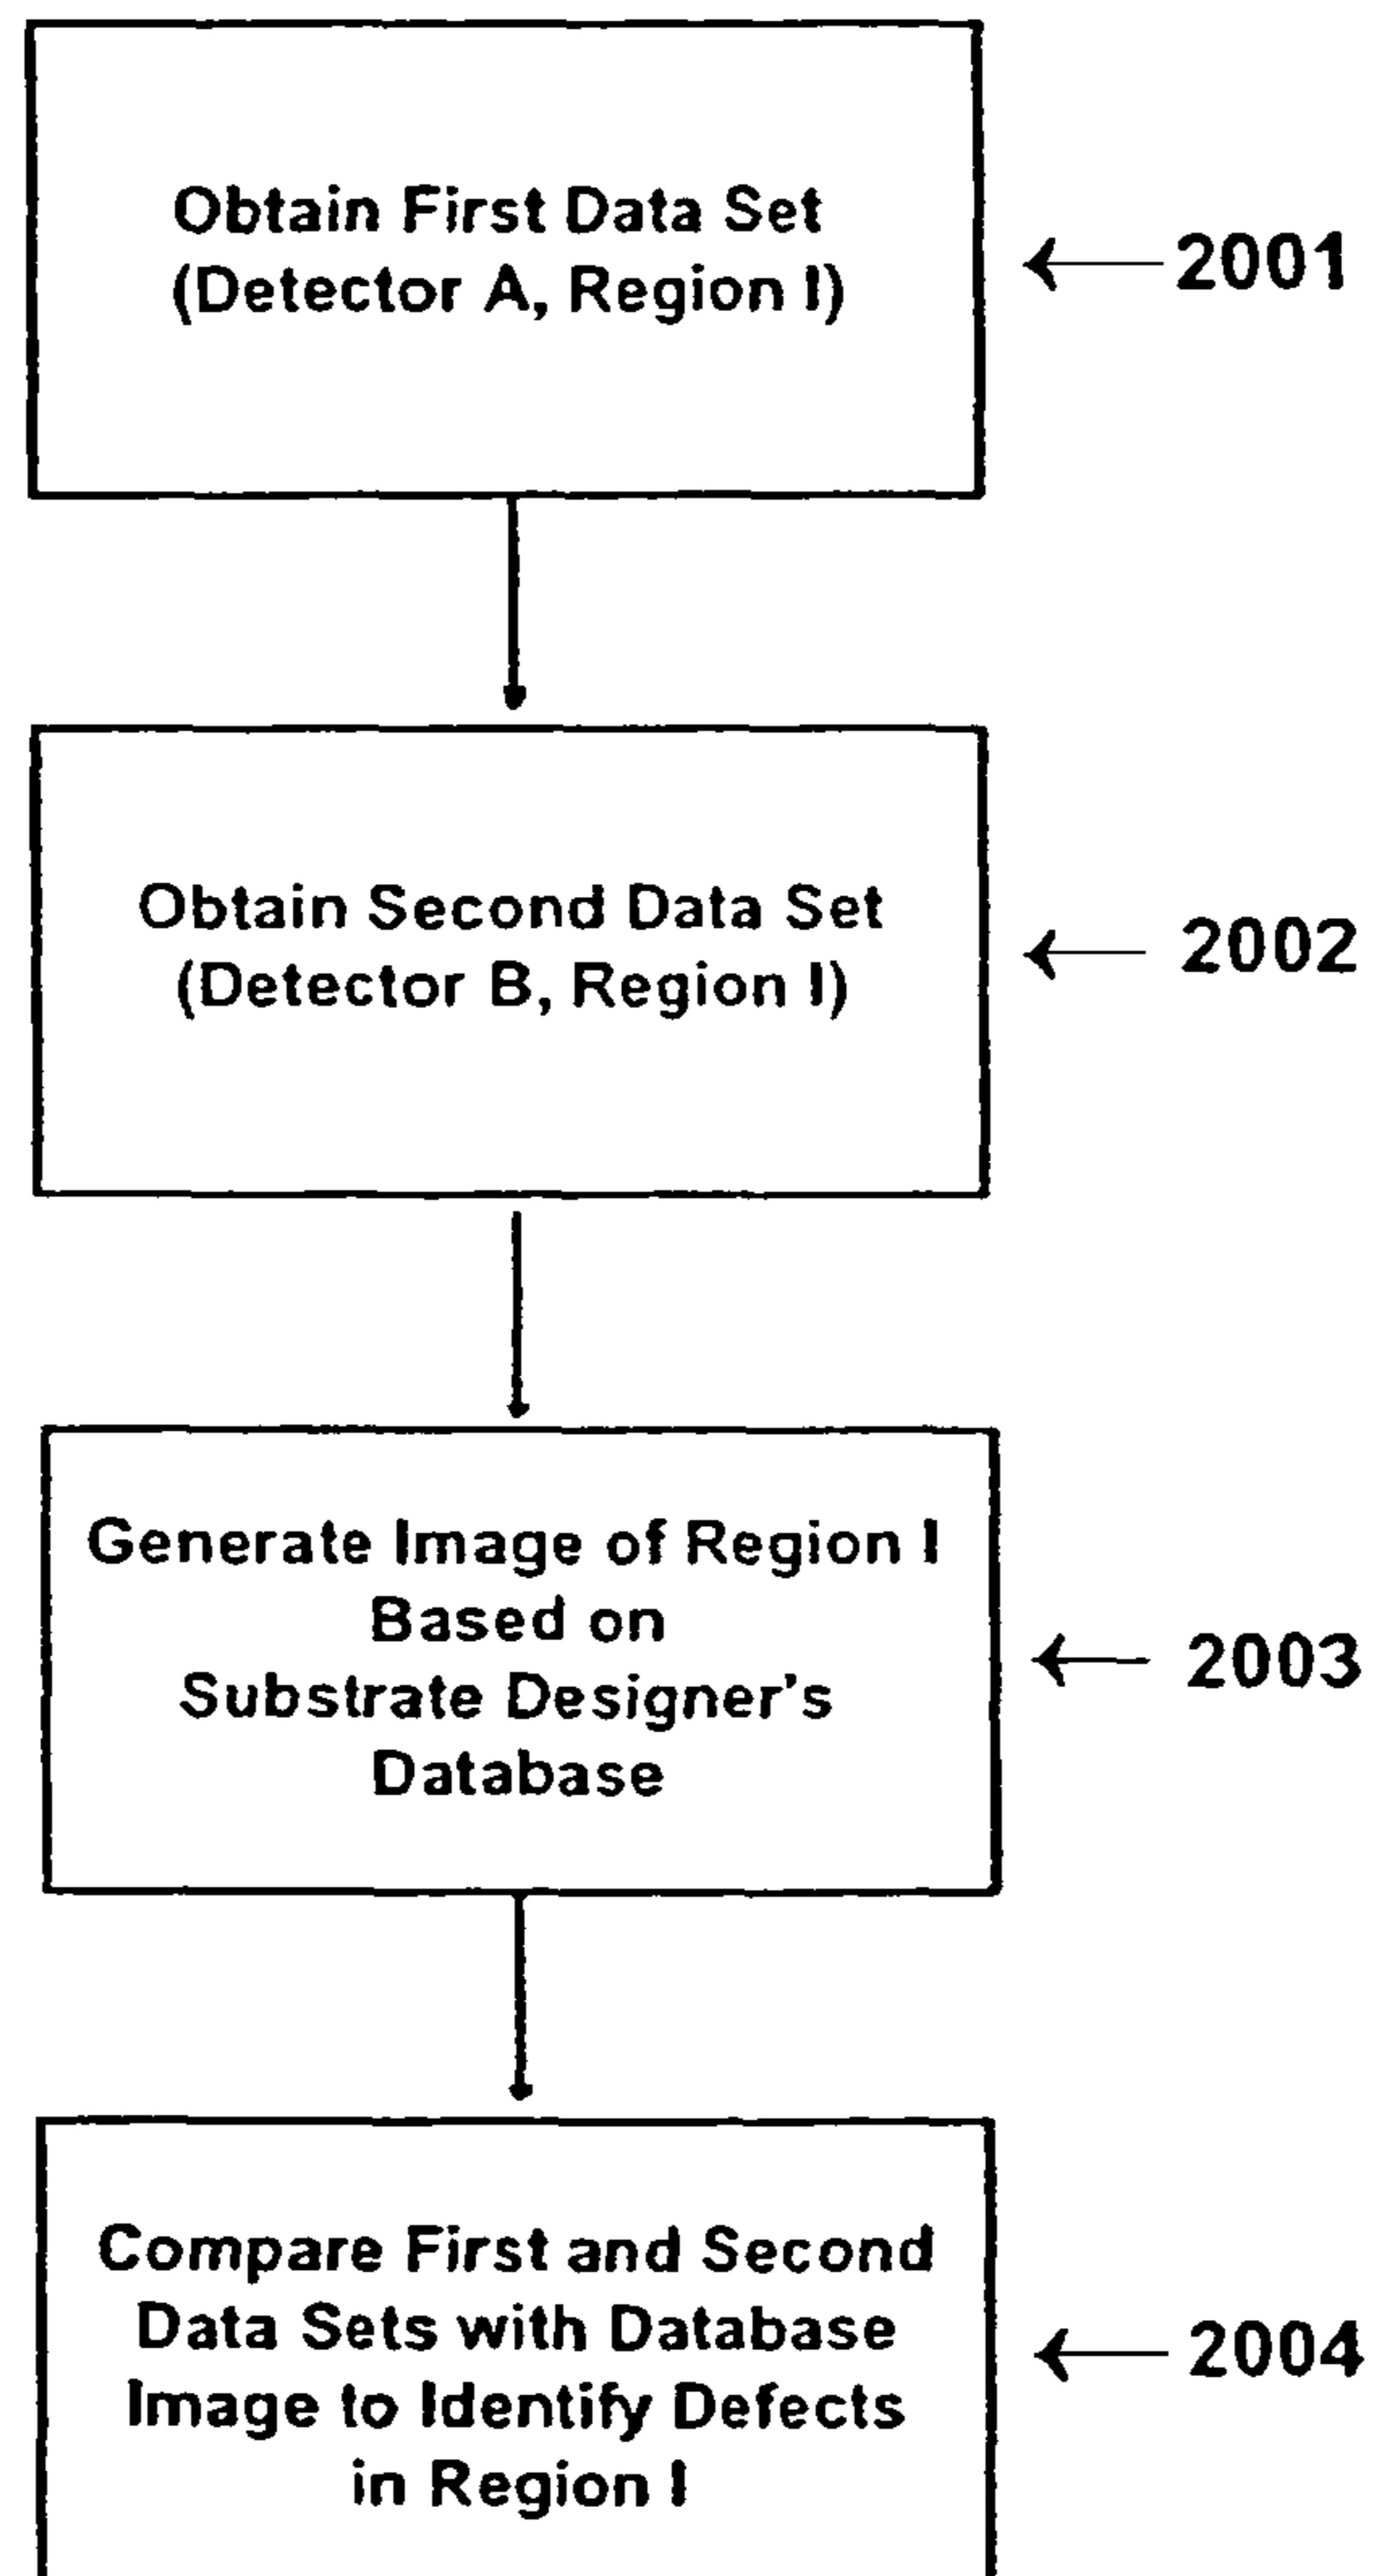 Obtain First Data Set
(Detector A, Region I)
2001
Obtain Second Data Set
(Detector B, Region I)
2002
Generate Image of Region I
Based on
Substrate Designer's
Database
2003
Compare First and Second
Data Sets with Database
Image to Identify Defects
in Region I
2004